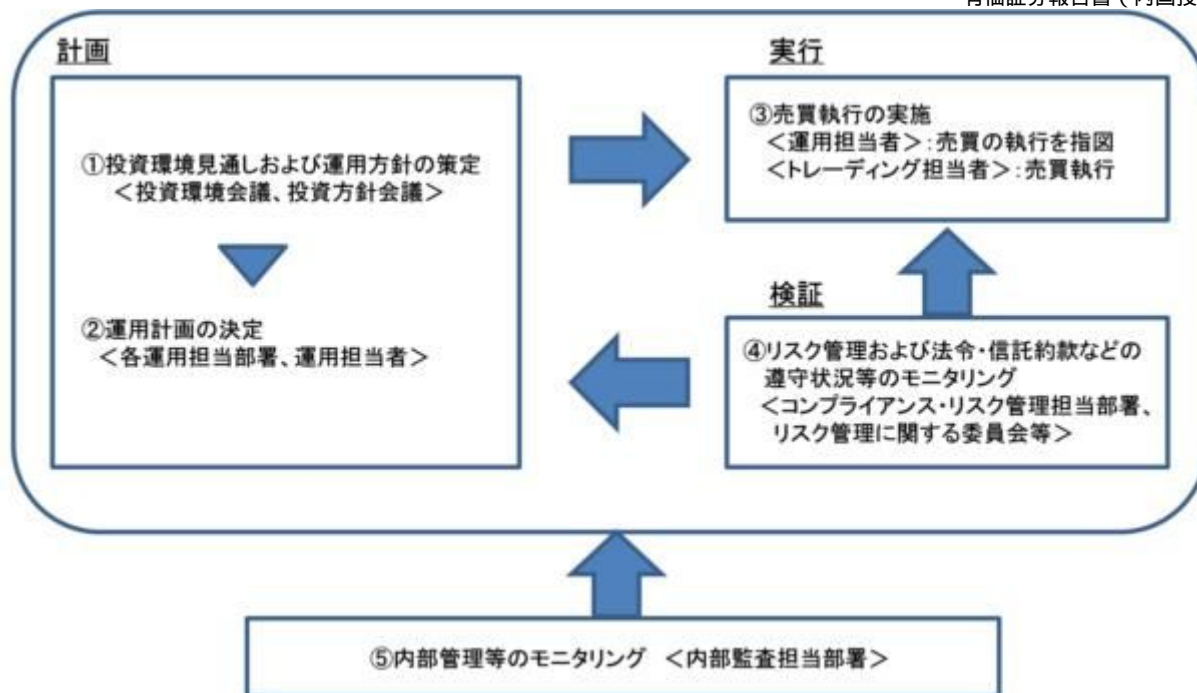 計画
①投資環境見通しおよび運用方針の策定
＜投資環境会議、投資方針会議＞
②運用計画の決定
＜各運用担当部署、運用担当者＞
実行
③売買執行の実施
＜運用担当者＞：売買の執行を指図
＜トレーディング担当者＞：売買執行
検証
④リスク管理および法令・信託約款などの
遵守状況等のモニタリング
＜コンプライアンス・リスク管理担当部署、
リスク管理に関する委員会等＞
⑤内部管理等のモニタリング ＜内部監査担当部署＞